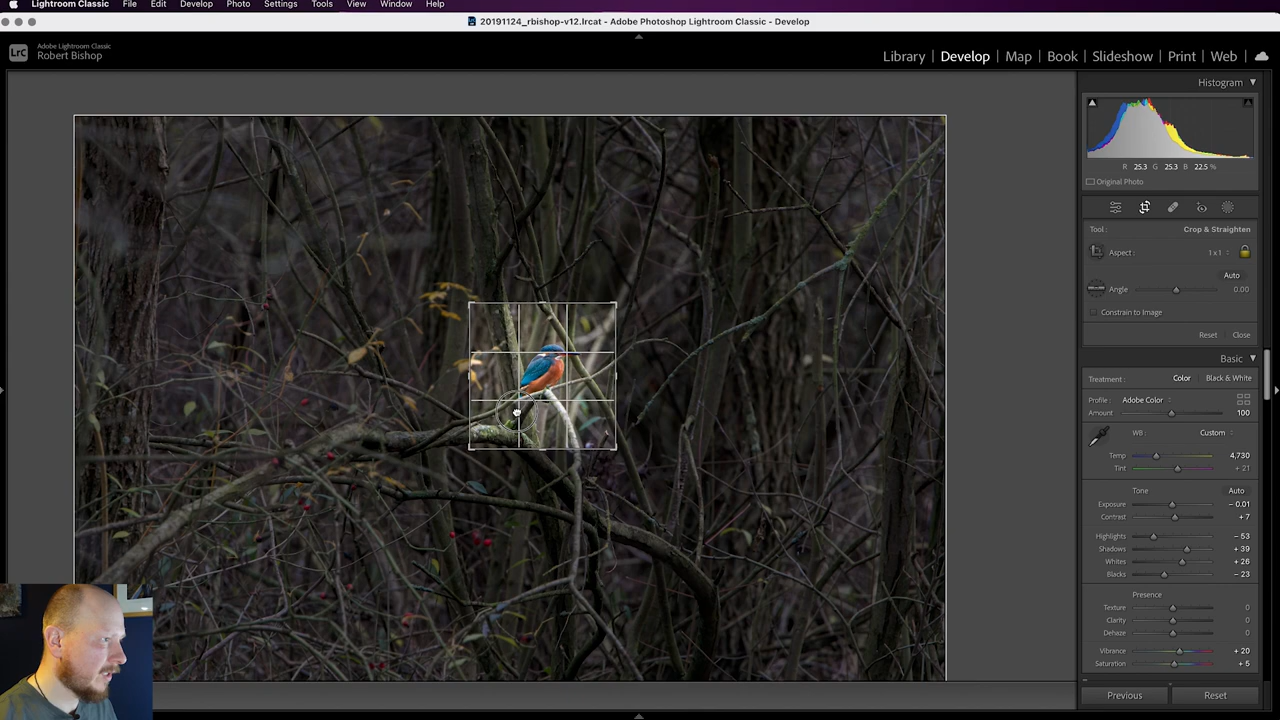 Lightroom Classic File Edit Develop Photo Settings Tools View Window Help
20191124_rbishop-v12.lrcat - Adobe Photoshop Lightroom Classic - Develop
LrC Adobe Lightroom Classic
Robert Bishop
Library | Develop | Map | Book | Slideshow | Print | Web
Histogram
R 25.3 G 25.3 B 22.5 %
Original Photo
Tool : Crop & Straighten
Aspect : 1 x 1
Auto
Angle 0.00
Constrain to Image
Reset Close
Basic
Treatment : Color Black & White
Profile : Adobe Color
Amount 100
WB : Custom
Temp 4,730
Tint + 21
Tone Auto
Exposure − 0.01
Contrast + 7
Highlights − 53
Shadows + 39
Whites + 26
Blacks − 23
Presence
Texture 0
Clarity 0
Dehaze 0
Vibrance + 20
Saturation + 5
Previous Reset